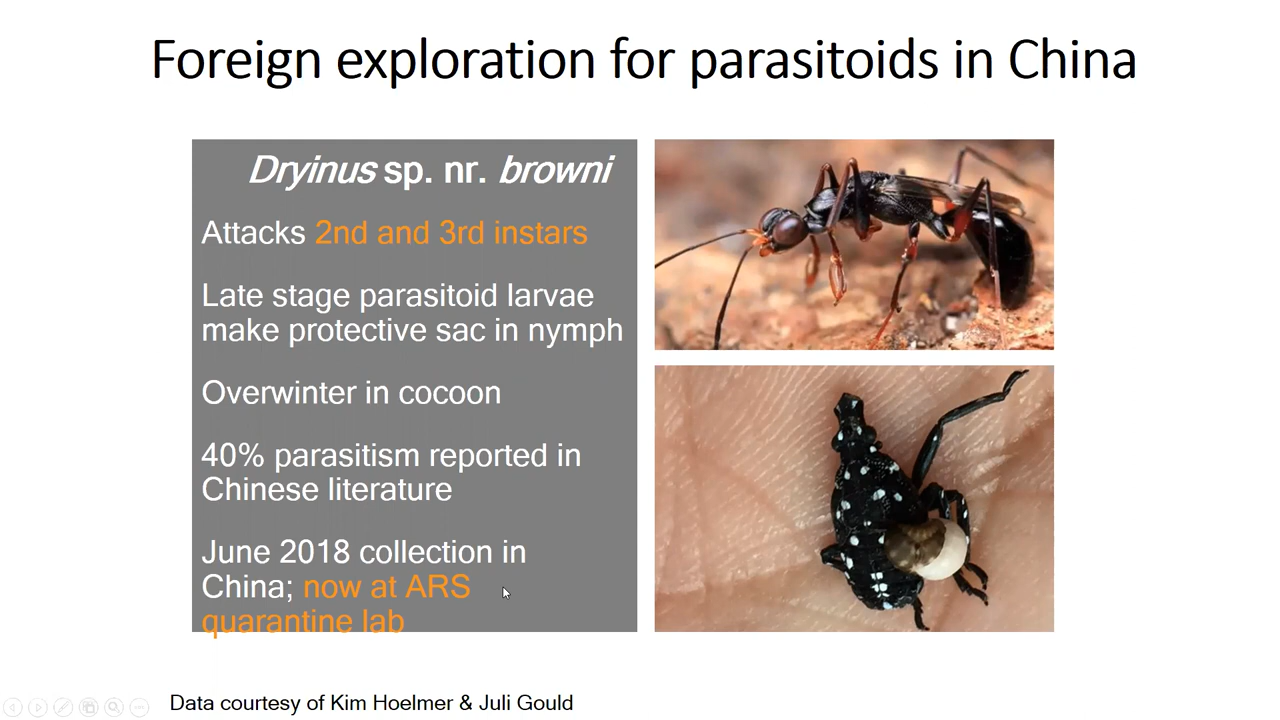 Foreign exploration for parasitoids in China
Dryinus sp. nr. browni
Attacks 2nd and 3rd instars
Late stage parasitoid larvae
make protective sac in nymph
Overwinter in cocoon
40% parasitism reported in
Chinese literature
June 2018 collection in
China; now at ARS
quarantine lab
Data courtesy of Kim Hoelmer & Juli Gould